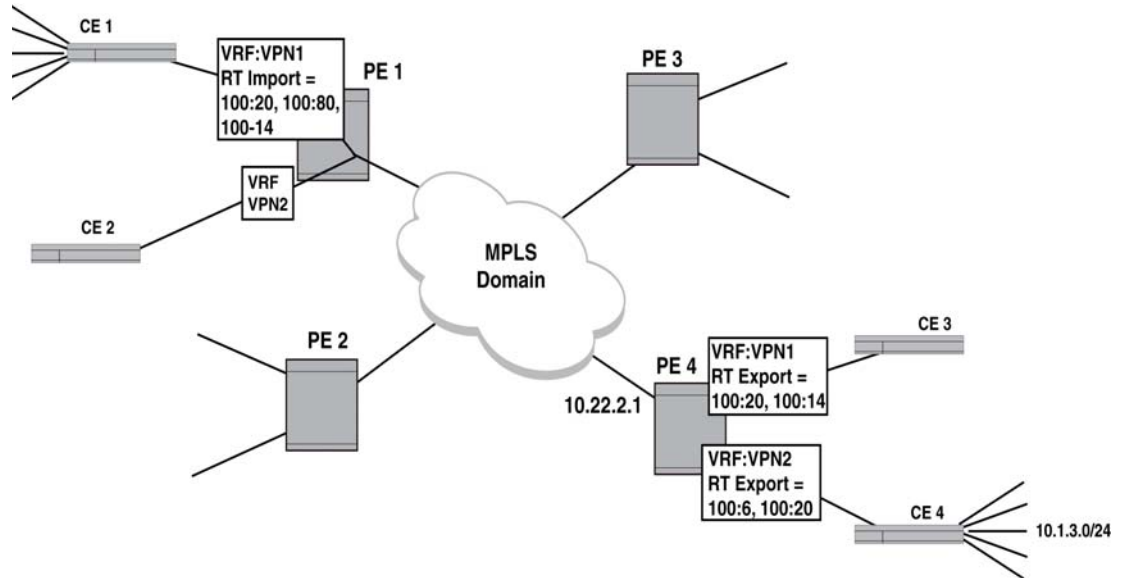 CE 1
VRF:VPN1
RT Import =
100:20, 100:80,
100-14
PE 1
PE 3
VRF
VPN2
CE 2
MPLS
Domain
PE 2
CE 3
VRF:VPN1
RT Export =
100:20, 100:14
PE 4
10.22.2.1
VRF:VPN2
RT Export =
100:6, 100:20
CE 4
10.1.3.0/24